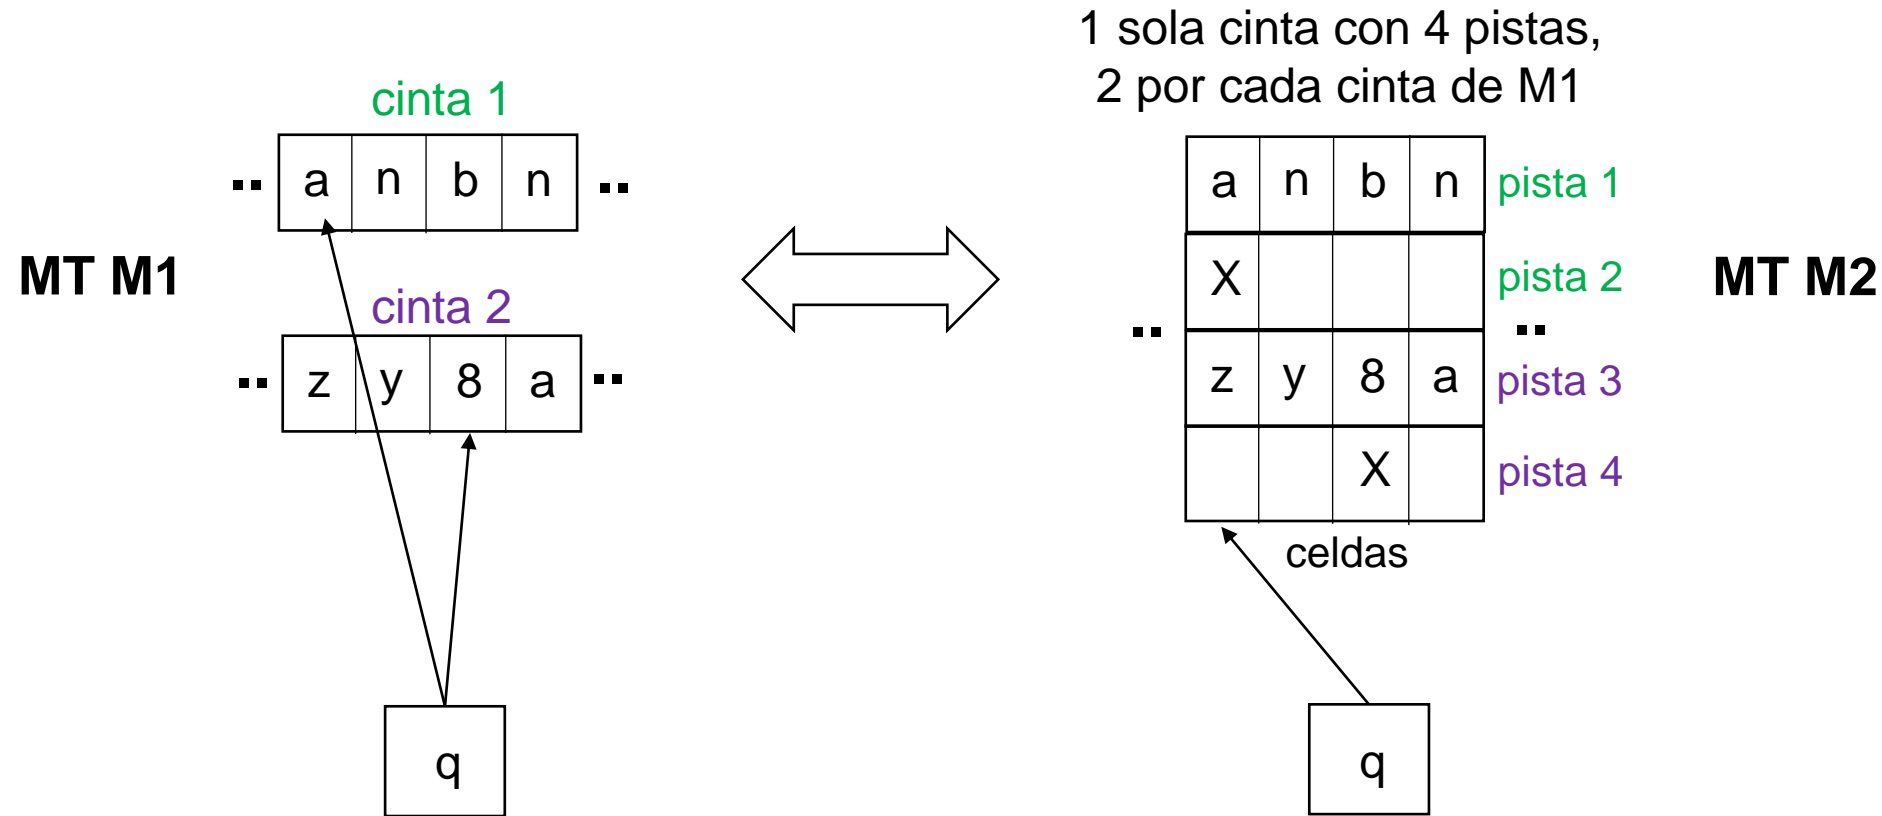 1 sola cinta con 4 pistas,
2 por cada cinta de M1
cinta 1
a n b n
MT M1
cinta 2
z y 8 a
q
a n b n pista 1
X pista 2
MT M2
z y 8 a pista 3
X pista 4
celdas
q